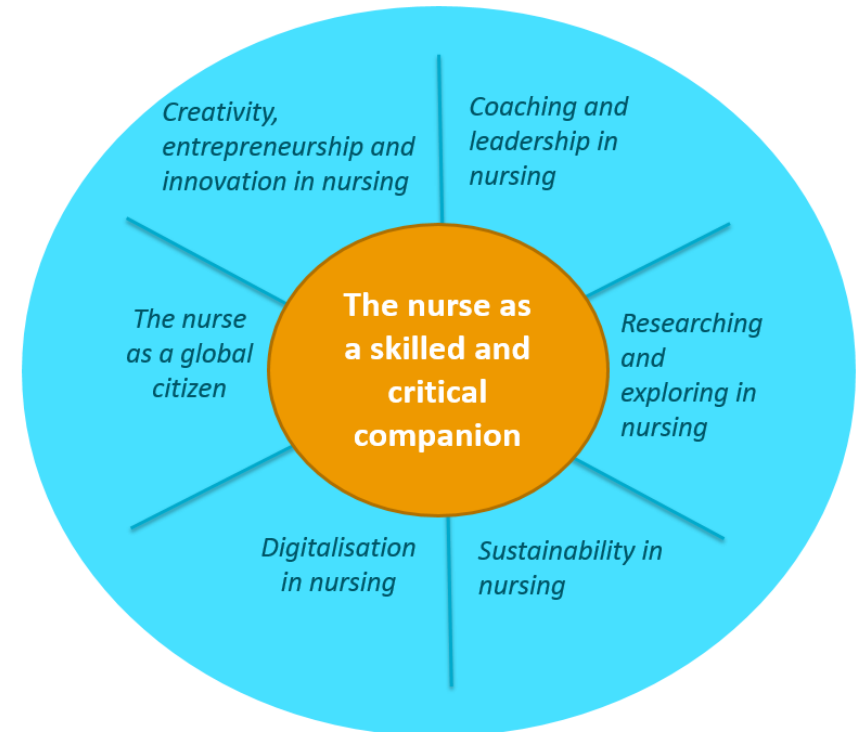 Creativity,
entrepreneurship and
innovation in nursing
Coaching and
leadership in
nursing
The nurse
as a global
citizen
The nurse as
a skilled and
critical
companion
Researching
and
exploring in
nursing
Digitalisation
in nursing
Sustainability in
nursing